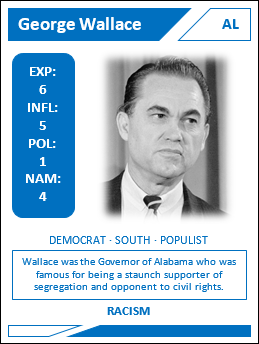 George Wallace
AL
EXP:
6
INFL:
5
POL:
1
NAM:
4
DEMOCRAT · SOUTH · POPULIST
Wallace was the Governor of Alabama who was
famous for being a staunch supporter of
segregation and opponent to civil rights.
RACISM